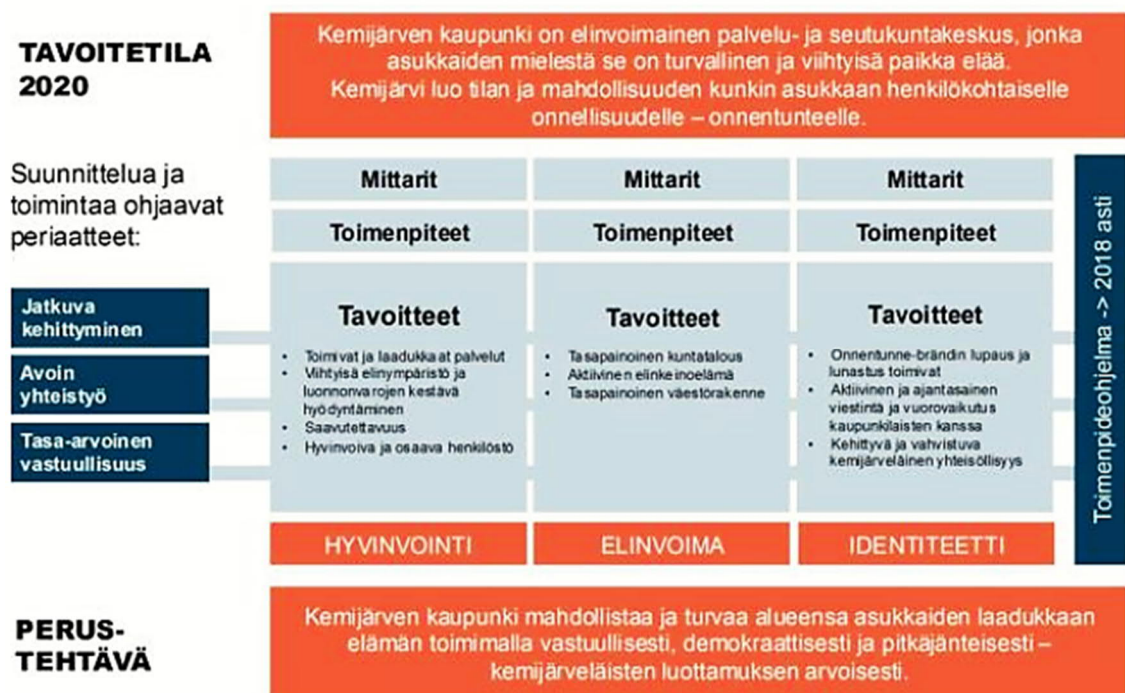 TAVOITETILA
2020
Kemijärven kaupunki on elinvoimainen palvelu- ja seutukuntakeskus, jonka
asukkaiden mielestä se on turvallinen ja viihtyisä paikka elää.
Kemijärvi luo tilan ja mahdollisuuden kunkin asukkaan henkilökohtaiselle
onnellisuudelle – onnentunteelle.
Suunnittelua ja
toimintaa ohjaavat
periaatteet:
Jatkuva
kehittyminen
Avoin
yhteistyö
Tasa-arvoinen
vastuullisuus
Mittarit
Toimenpiteet
Tavoitteet
• Toimivat ja laadukkaat palvelut
• Viihtyisä elinympäristö ja
luonnonvarojen kestävä
hyödyntäminen
• Saavutettavuus
• Hyvinvoiva ja osaava henkilöstö
HYVINVOINTI
Mittarit
Toimenpiteet
Tavoitteet
• Tasapainoinen kuntatalous
• Aktiivinen elinkeinoelämä
• Tasapainoinen väestörakenne
ELINVOIMA
Mittarit
Toimenpiteet
Tavoitteet
• Onnentunne-brändin lupaus ja
lunastus toimivat
• Aktiivinen ja ajantasainen
viestintä ja vuorovaikutus
kaupunkilaisten kanssa
• Kehittyvä ja vahvistuva
kemijärveläinen yhteisöllisyys
IDENTITEETTI
Toimenpideohjelma -> 2018 asti
PERUS-
TEHTÄVÄ
Kemijärven kaupunki mahdollistaa ja turvaa alueensa asukkaiden laadukkaan
elämän toimimalla vastuullisesti, demokraattisesti ja pitkäjänteisesti –
kemijärveläisten luottamuksen arvoisesti.